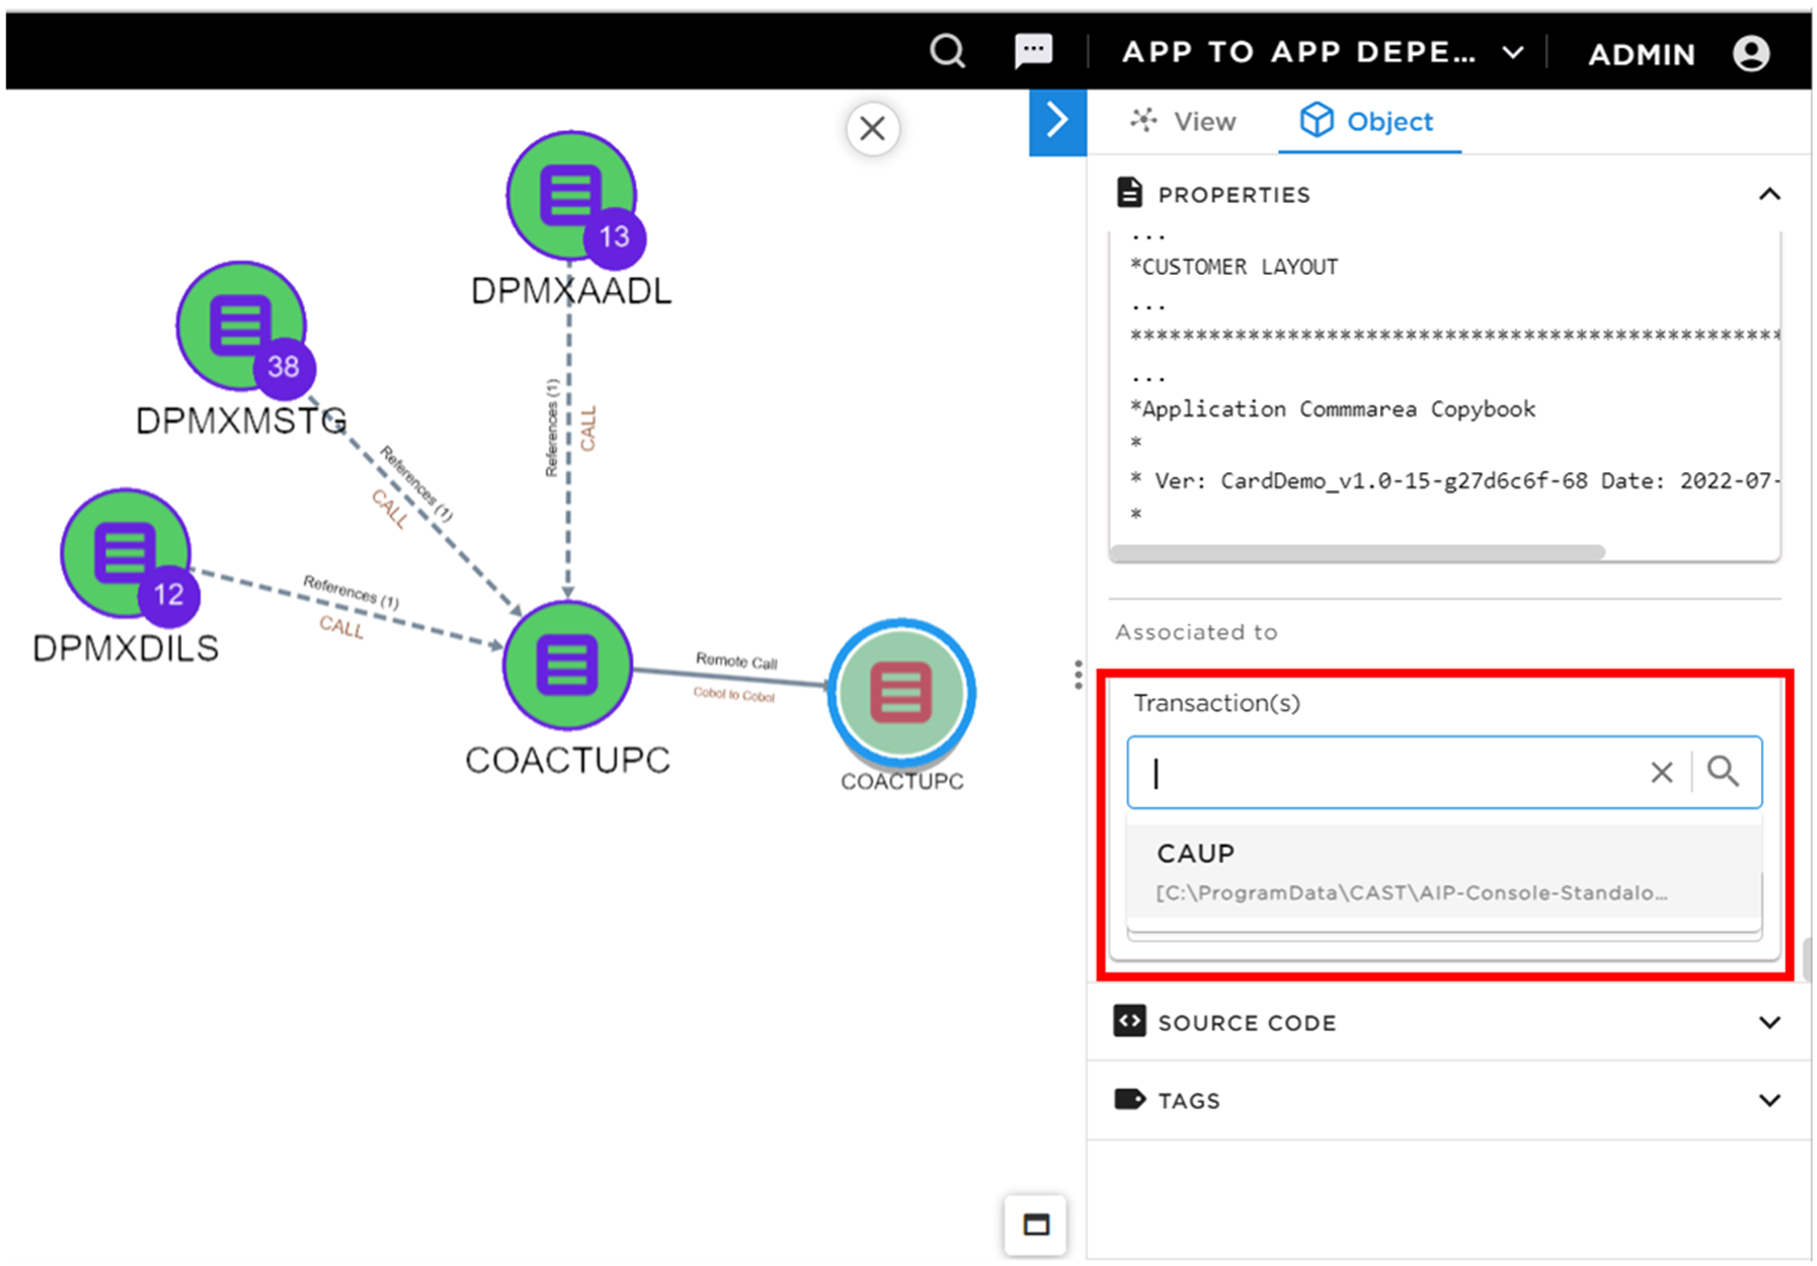 APP TO APP DEPE...
ADMIN
View
Object
PROPERTIES
...
*CUSTOMER LAYOUT
...
**************************************************
...
*Application Commmarea Copybook
*
* Ver: CardDemo_v1.0-15-g27d6c6f-68 Date: 2022-07-
*
Associated to
Transaction(s)
CAUP
[C:\ProgramData\CAST\AIP-Console-Standalo...
SOURCE CODE
TAGS
13
DPMXAADL
38
DPMXMSTG
References (1)
CALL
References (1)
CALL
12
DPMXDILS
References (1)
CALL
COACTUPC
Remote Call
Cobol to Cobol
COACTUPC